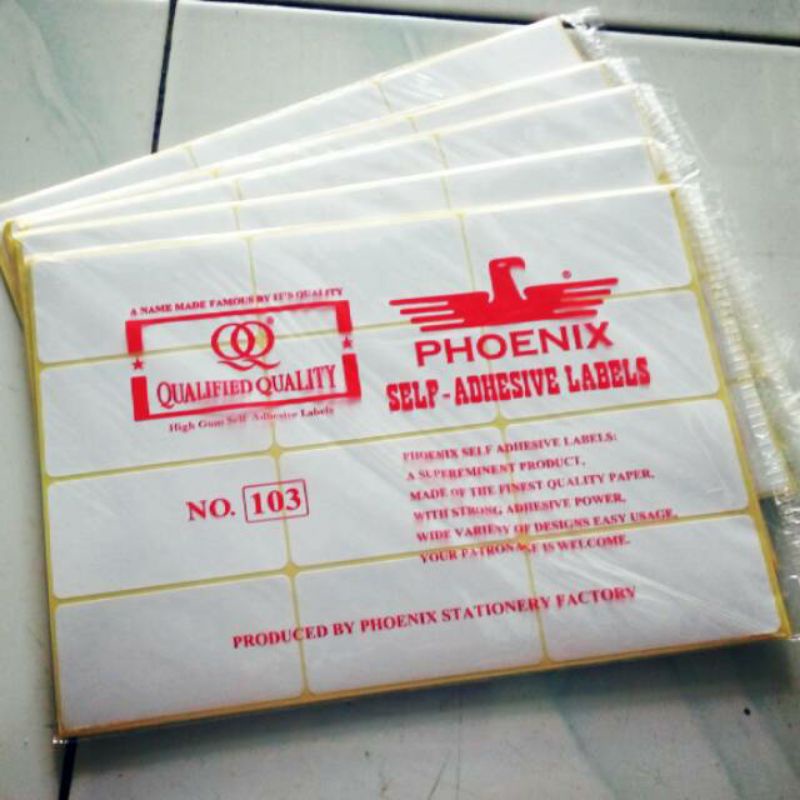 A NAME MADE FAMOUS BY IT'S QUALITY
QQ®
QUALIFIED QUALITY
High Gum Self-Adhesive Labels
®
PHOENIX
SELF-ADHESIVE LABELS
NO. 103
PHOENIX SELF ADHESIVE LABELS:
A SUPEREMINENT PRODUCT,
MADE OF THE FINEST QUALITY PAPER,
WITH STRONG ADHESIVE POWER,
WIDE VARIENY OF DESIGNS EASY USAGE,
YOUR PATRONAGE IS WELCOME.
PRODUCED BY PHOENIX STATIONERY FACTORY